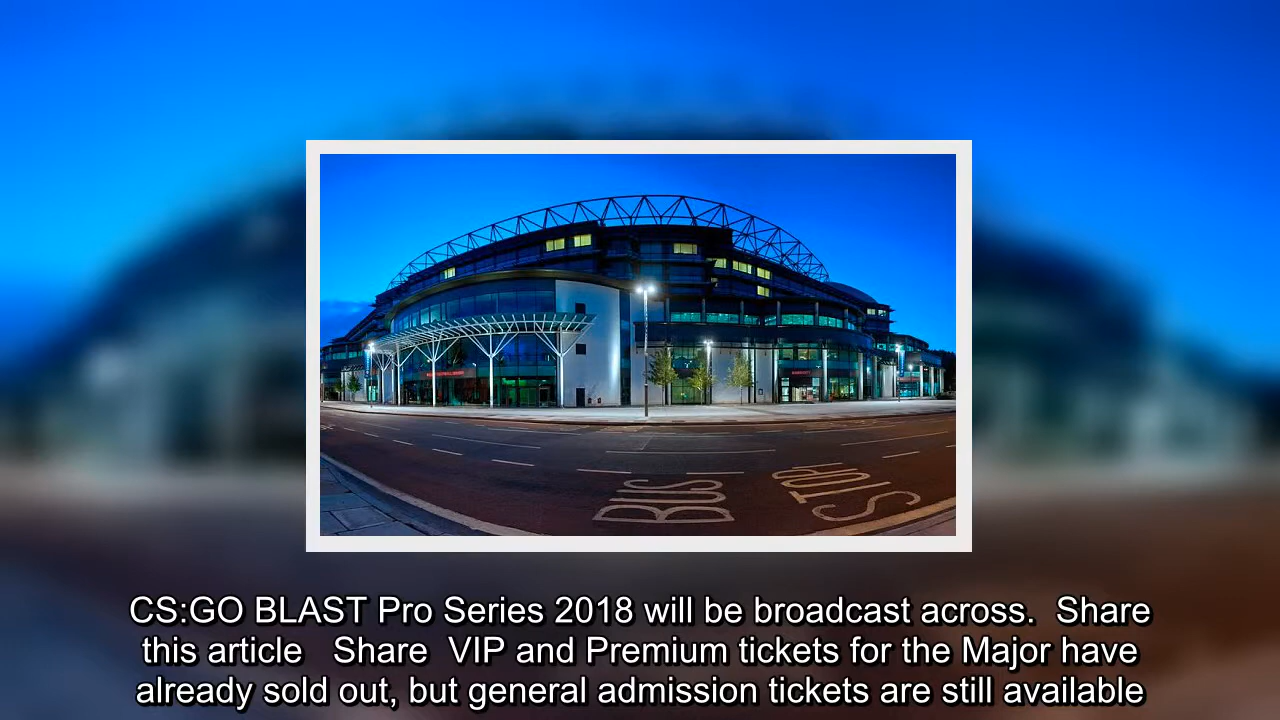 BUS
STOP
CS:GO BLAST Pro Series 2018 will be broadcast across.  Share
this article   Share  VIP and Premium tickets for the Major have
already sold out, but general admission tickets are still available